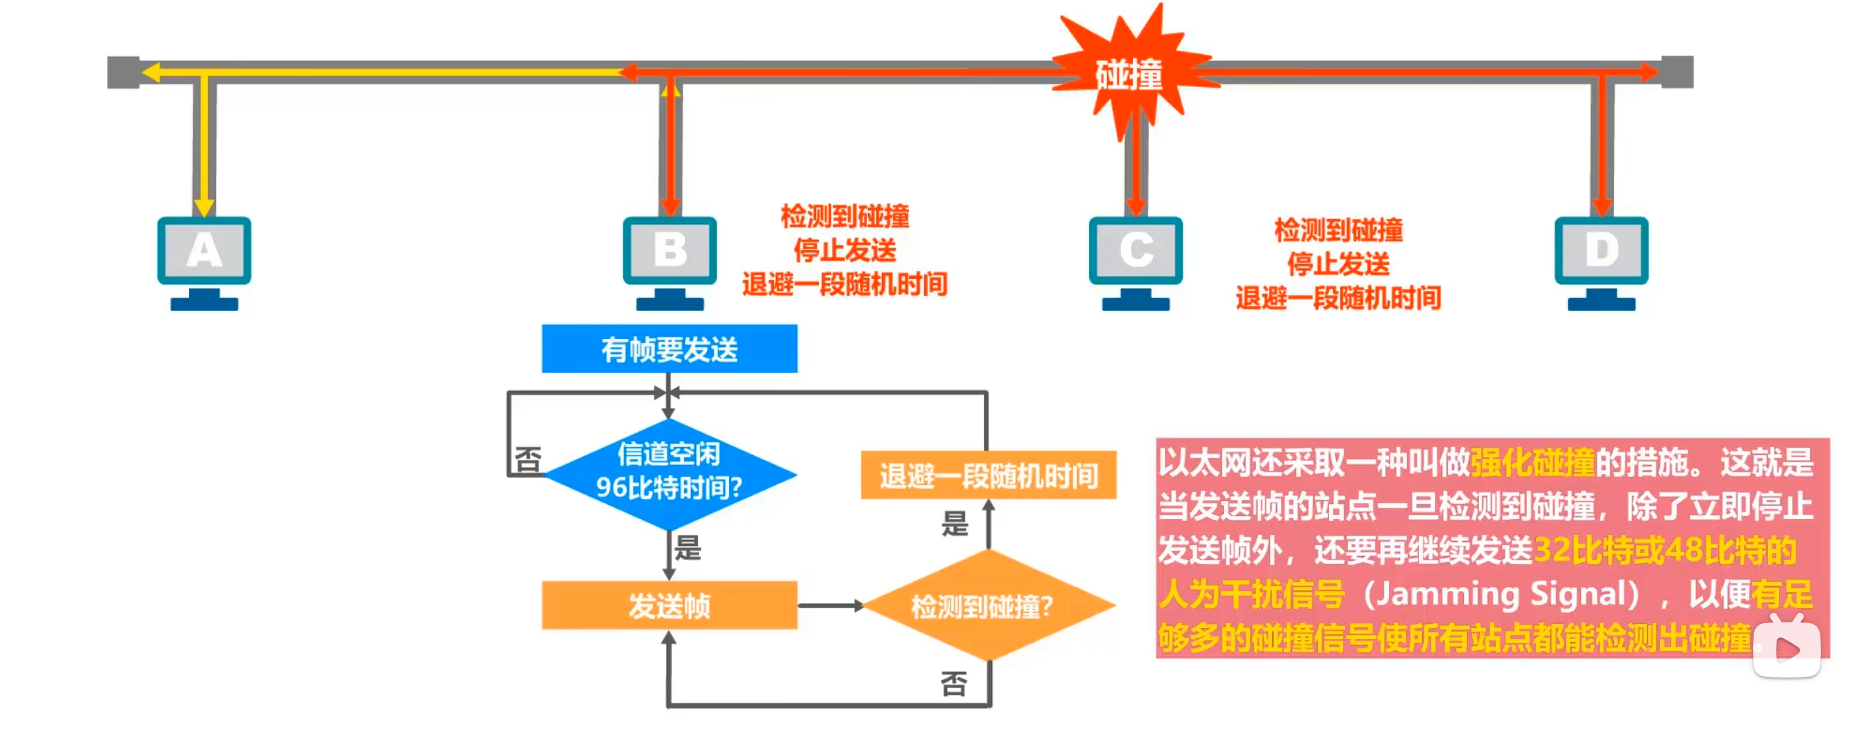 碰撞
A
B
C
D
检测到碰撞
停止发送
退避一段随机时间
检测到碰撞
停止发送
退避一段随机时间
有帧要发送
信道空闲
96比特时间?
否
是
发送帧
检测到碰撞?
是
否
退避一段随机时间
以太网还采取一种叫做强化碰撞的措施。这就是
当发送帧的站点一旦检测到碰撞，除了立即停止
发送帧外，还要再继续发送32比特或48比特的
人为干扰信号（Jamming Signal），以便有足
够多的碰撞信号使所有站点都能检测出碰撞。